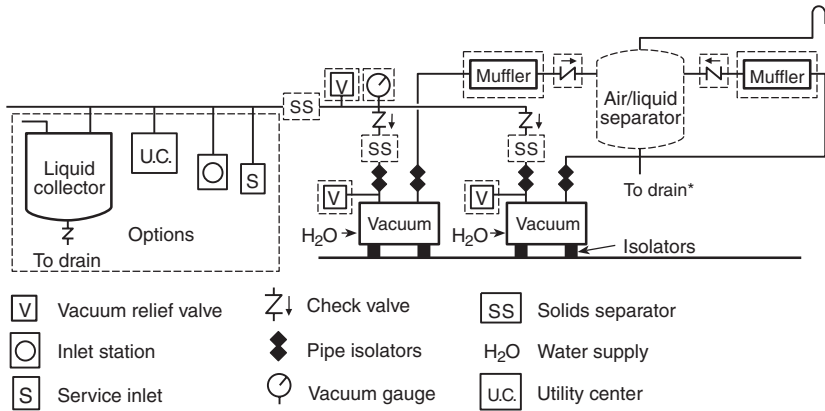 Muffler
Muffler
Air/liquid
separator
V
SS
SS
SS
Liquid
collector
U.C.
S
To drain*
V
V
Vacuum
Vacuum
H₂O
H₂O
Options
To drain
Isolators
V Vacuum relief valve
Check valve
SS Solids separator
Inlet station
Pipe isolators
H₂O Water supply
S Service inlet
Vacuum gauge
U.C. Utility center